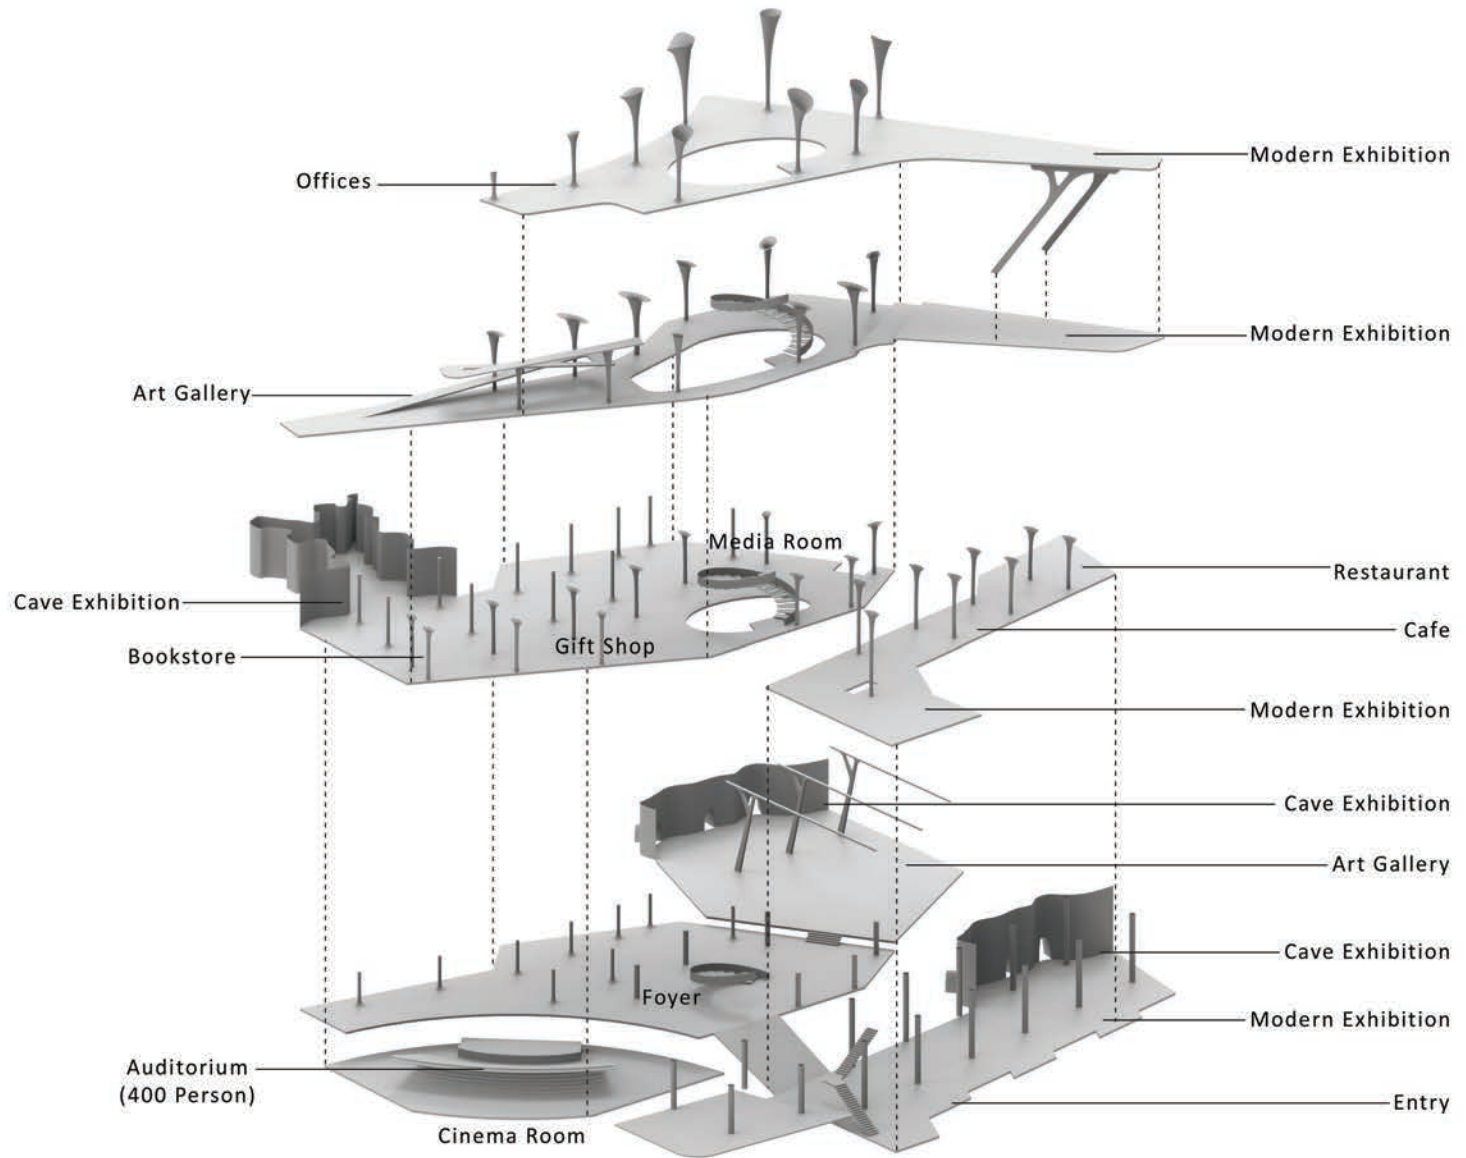 Modern Exhibition
Offices
Modern Exhibition
Art Gallery
Media Room
Restaurant
Cave Exhibition
Cafe
Gift Shop
Bookstore
Modern Exhibition
Cave Exhibition
Art Gallery
Cave Exhibition
Foyer
Modern Exhibition
Auditorium
(400 Person)
Entry
Cinema Room